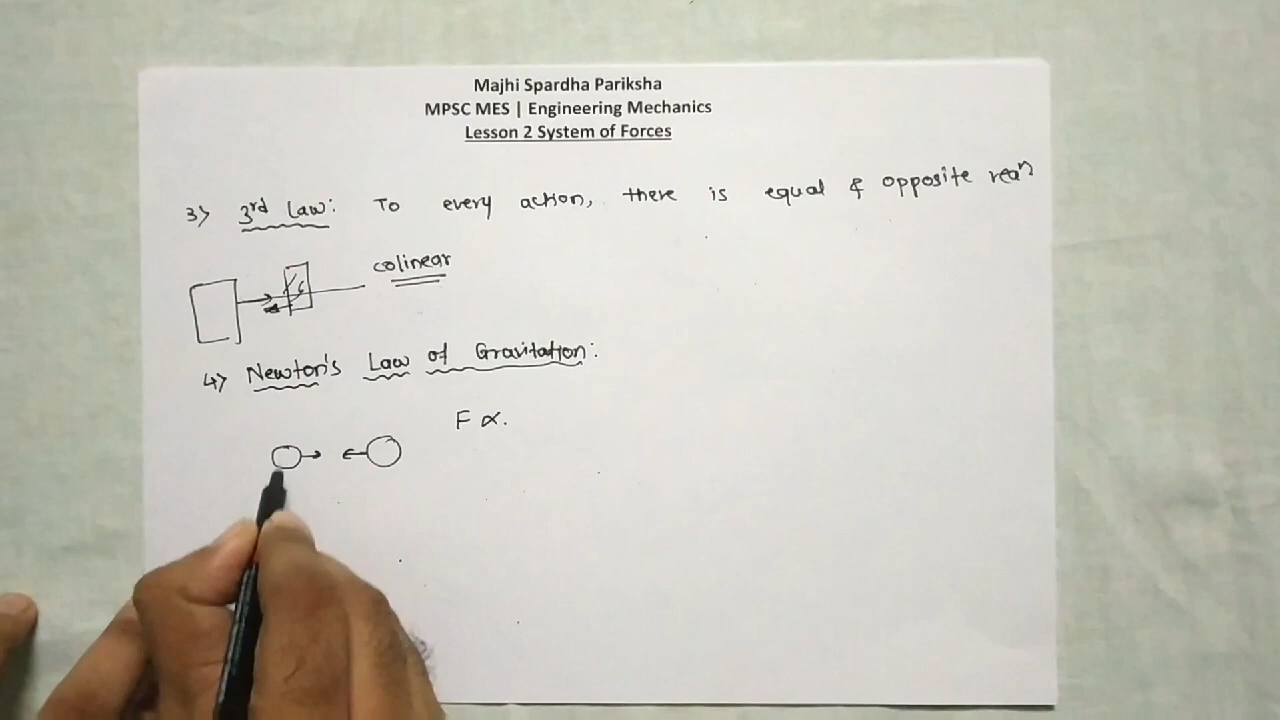 Majhi Spardha Pariksha
MPSC MES | Engineering Mechanics
Lesson 2 System of Forces
3) 3rd Law: To every action, there is equal & opposite reaⁿ
colinear
4) Newton's Law of Gravitation:
F ∝.